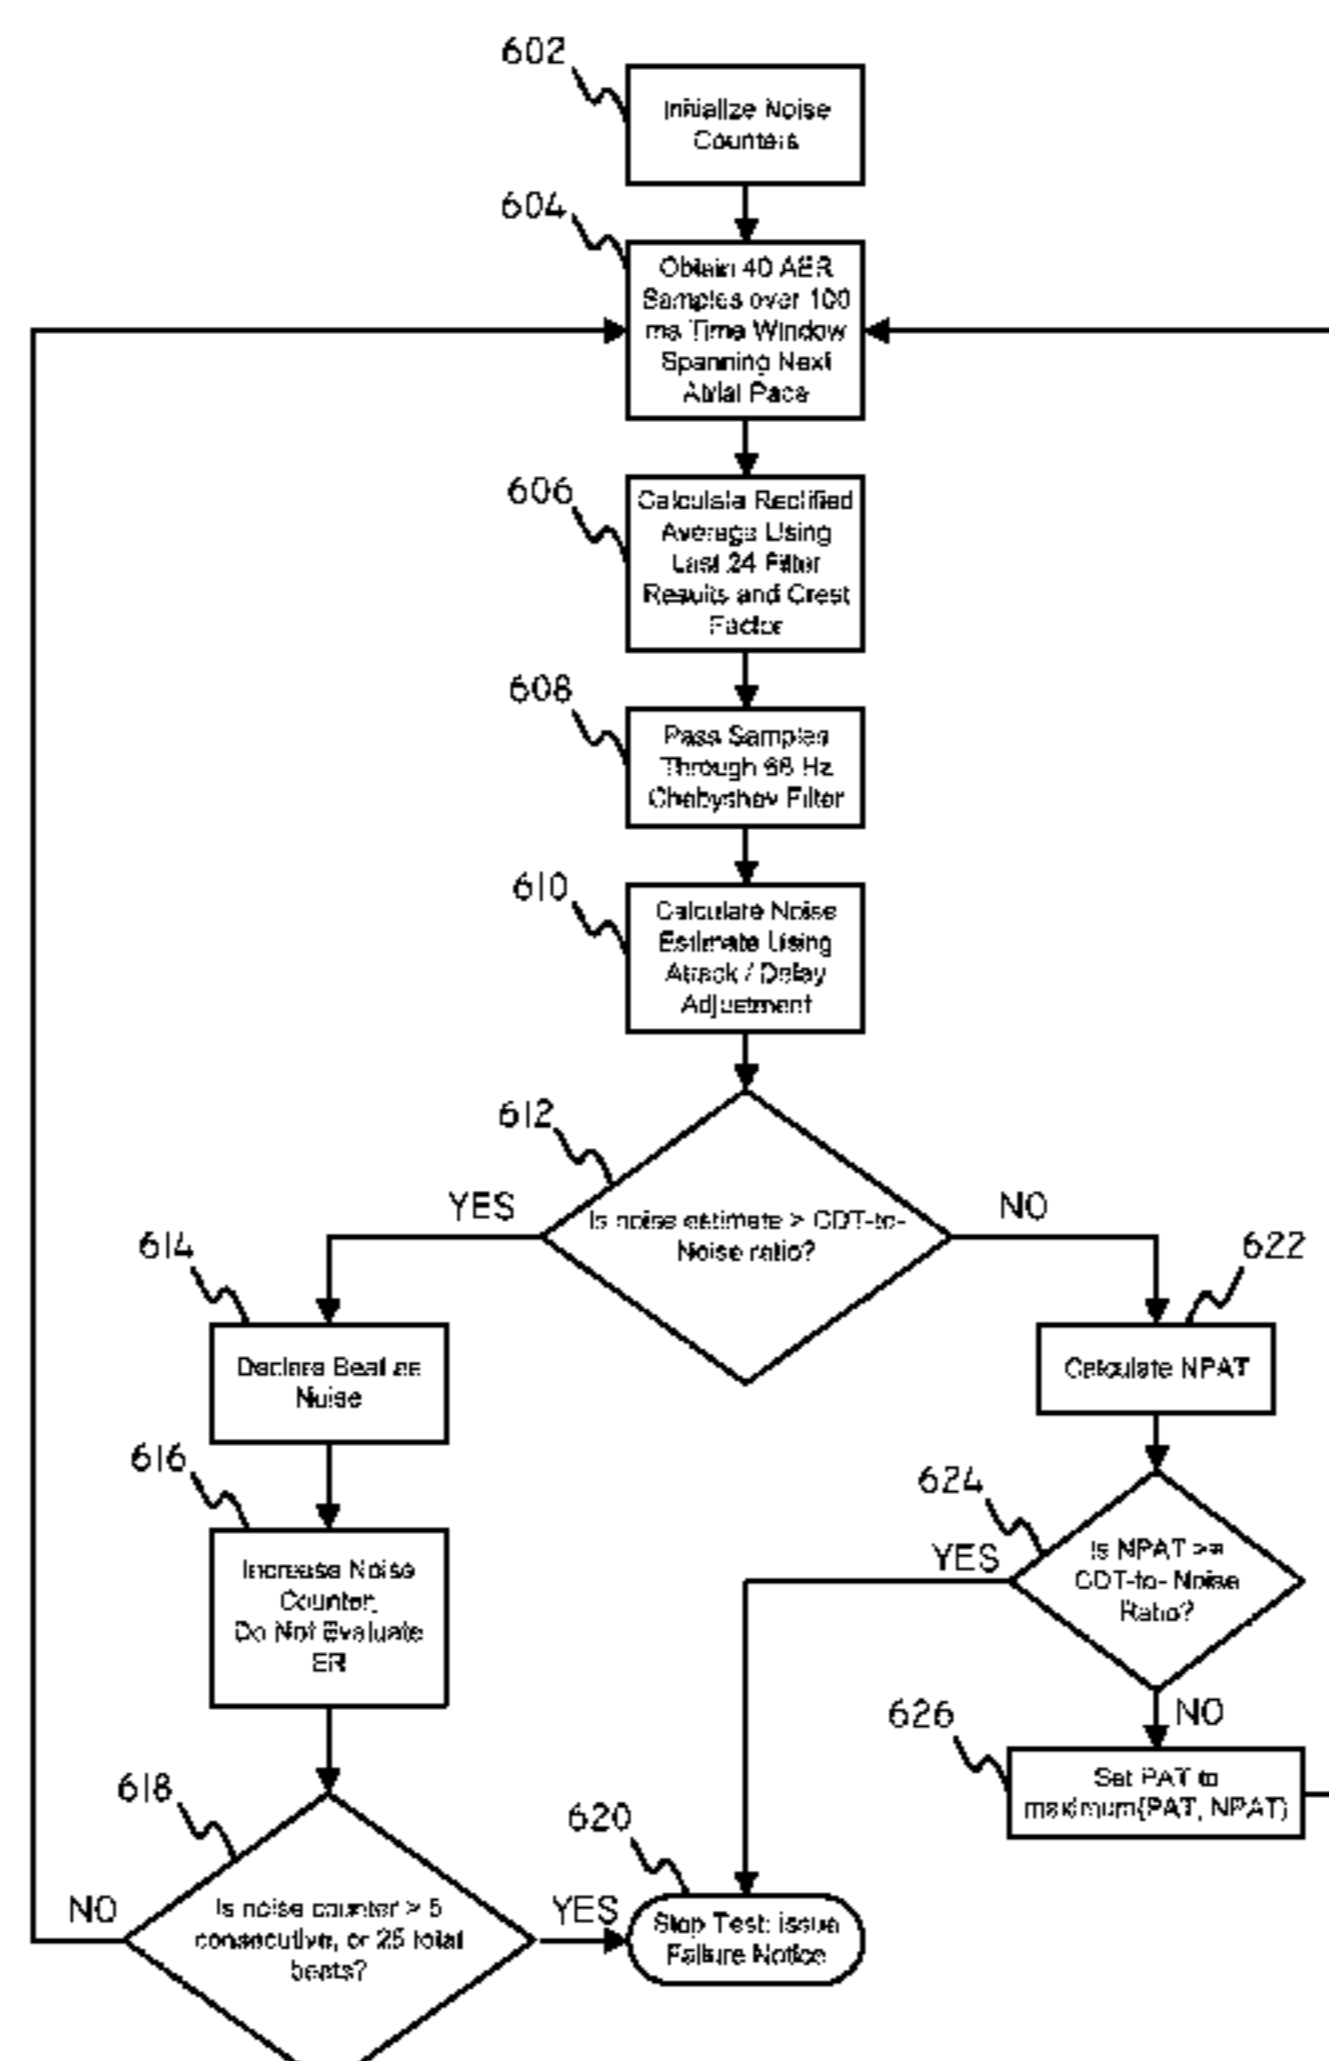 602
Initialize Noise
Counters
604
Obtain 40 AER
Samples over 100
ms Time Window
Spanning Next
Atrial Pace
606
Calculate Rectified
Average Using
Last 24 Filter
Results and Crest
Factor
608
Pass Samples
Through Hz
Chebyshev Filter
610
Calculate Noise
Estimate Using
Attack / Delay
Adjustment
612
YES
Is noise estimate > CDT-to-
Noise ratio?
NO
614
Declare Beat as
Noise
622
Calculate NPAT
616
Increase Noise
Counter,
Do Not Evaluate
ER
624
YES
Is NPAT >=
CDT-to- Noise
Ratio?
NO
626
Set PAT to
maximum(PAT, NPAT)
618
NO
Is noise counter > 5
consecutive, or 25 total
beats?
YES
620
Stop Test: Issue
Failure Notice